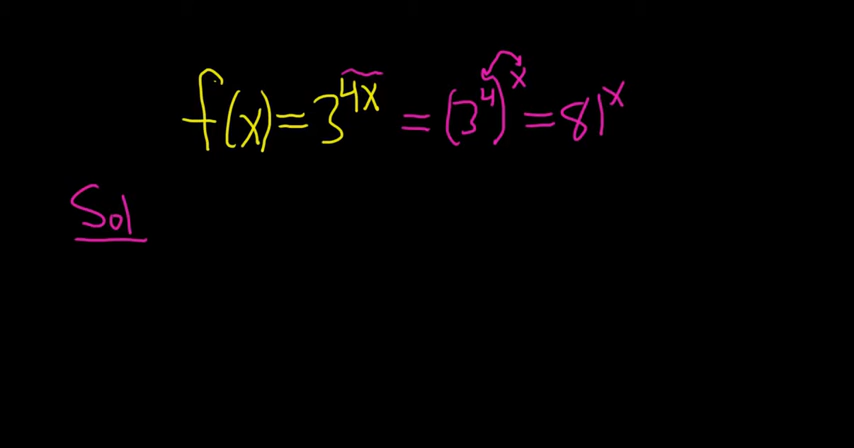 f(x) = 3^{4x} = (3^4)^x = 81^x
Sol